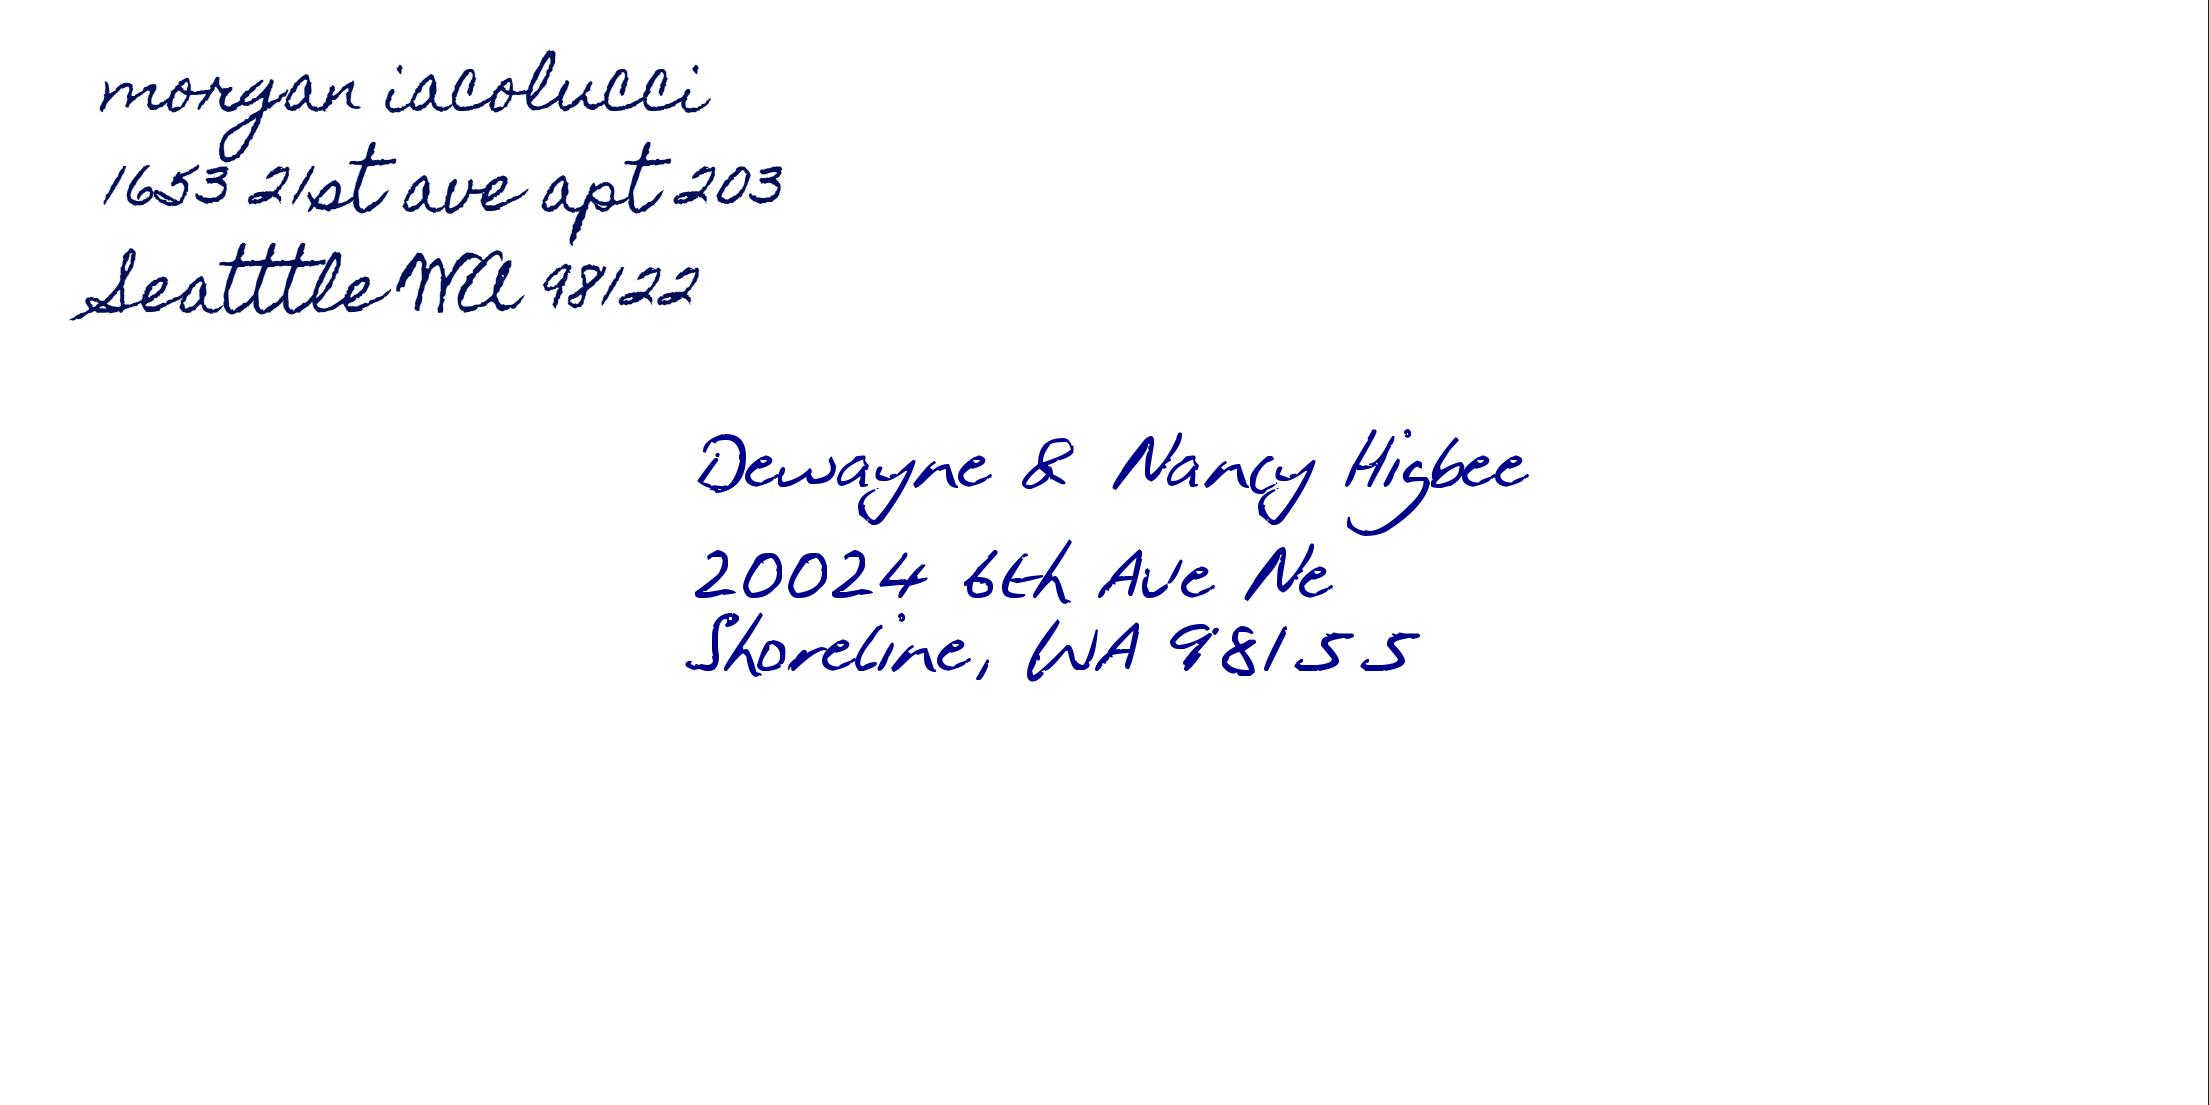 morgan iacolucci
1653 21st ave apt 203
Seatttle WA 98122
Dewayne & Nancy Higbee
20024 6th Ave Ne
Shoreline, WA 98155